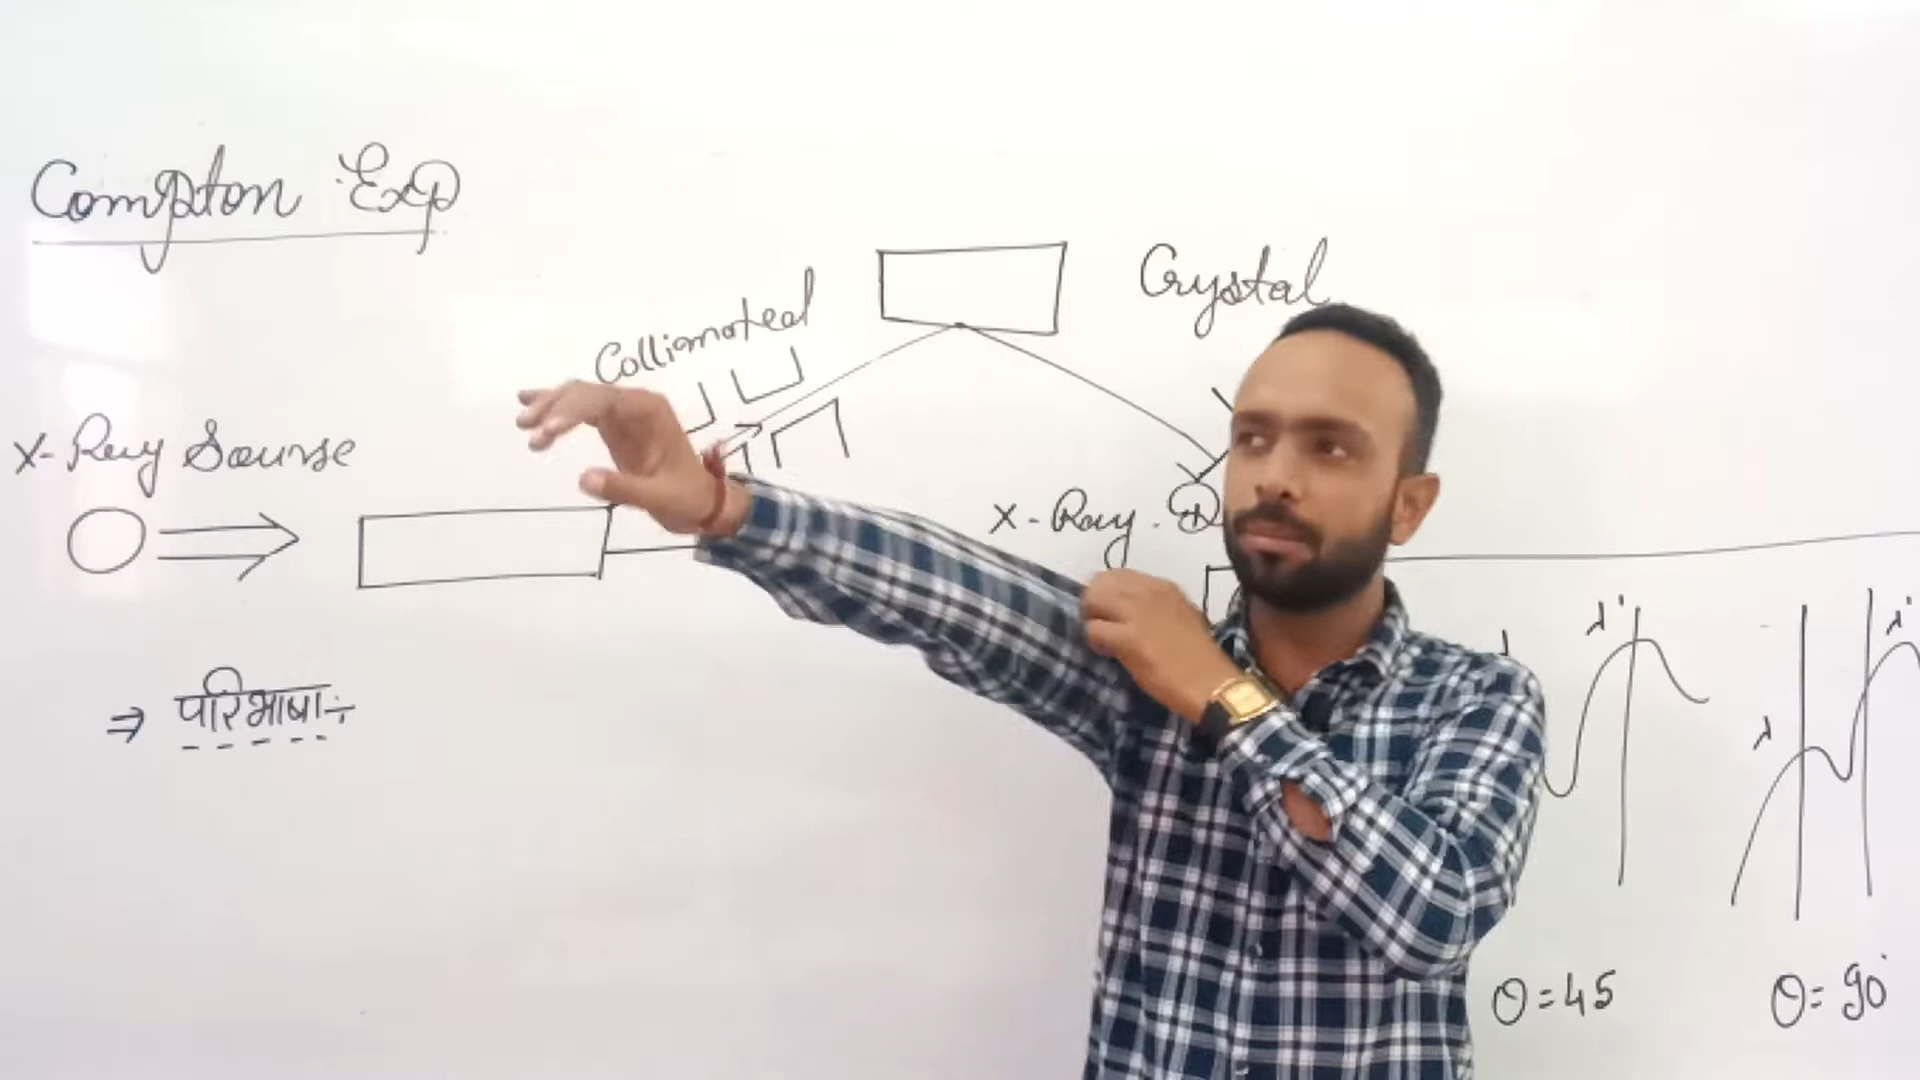 Compton Exp
Crystal
Collimated
X-Ray Sourse
X-Ray.
λ'
λ
λ'
⇒ परिभाषा÷
θ=45
θ=90°